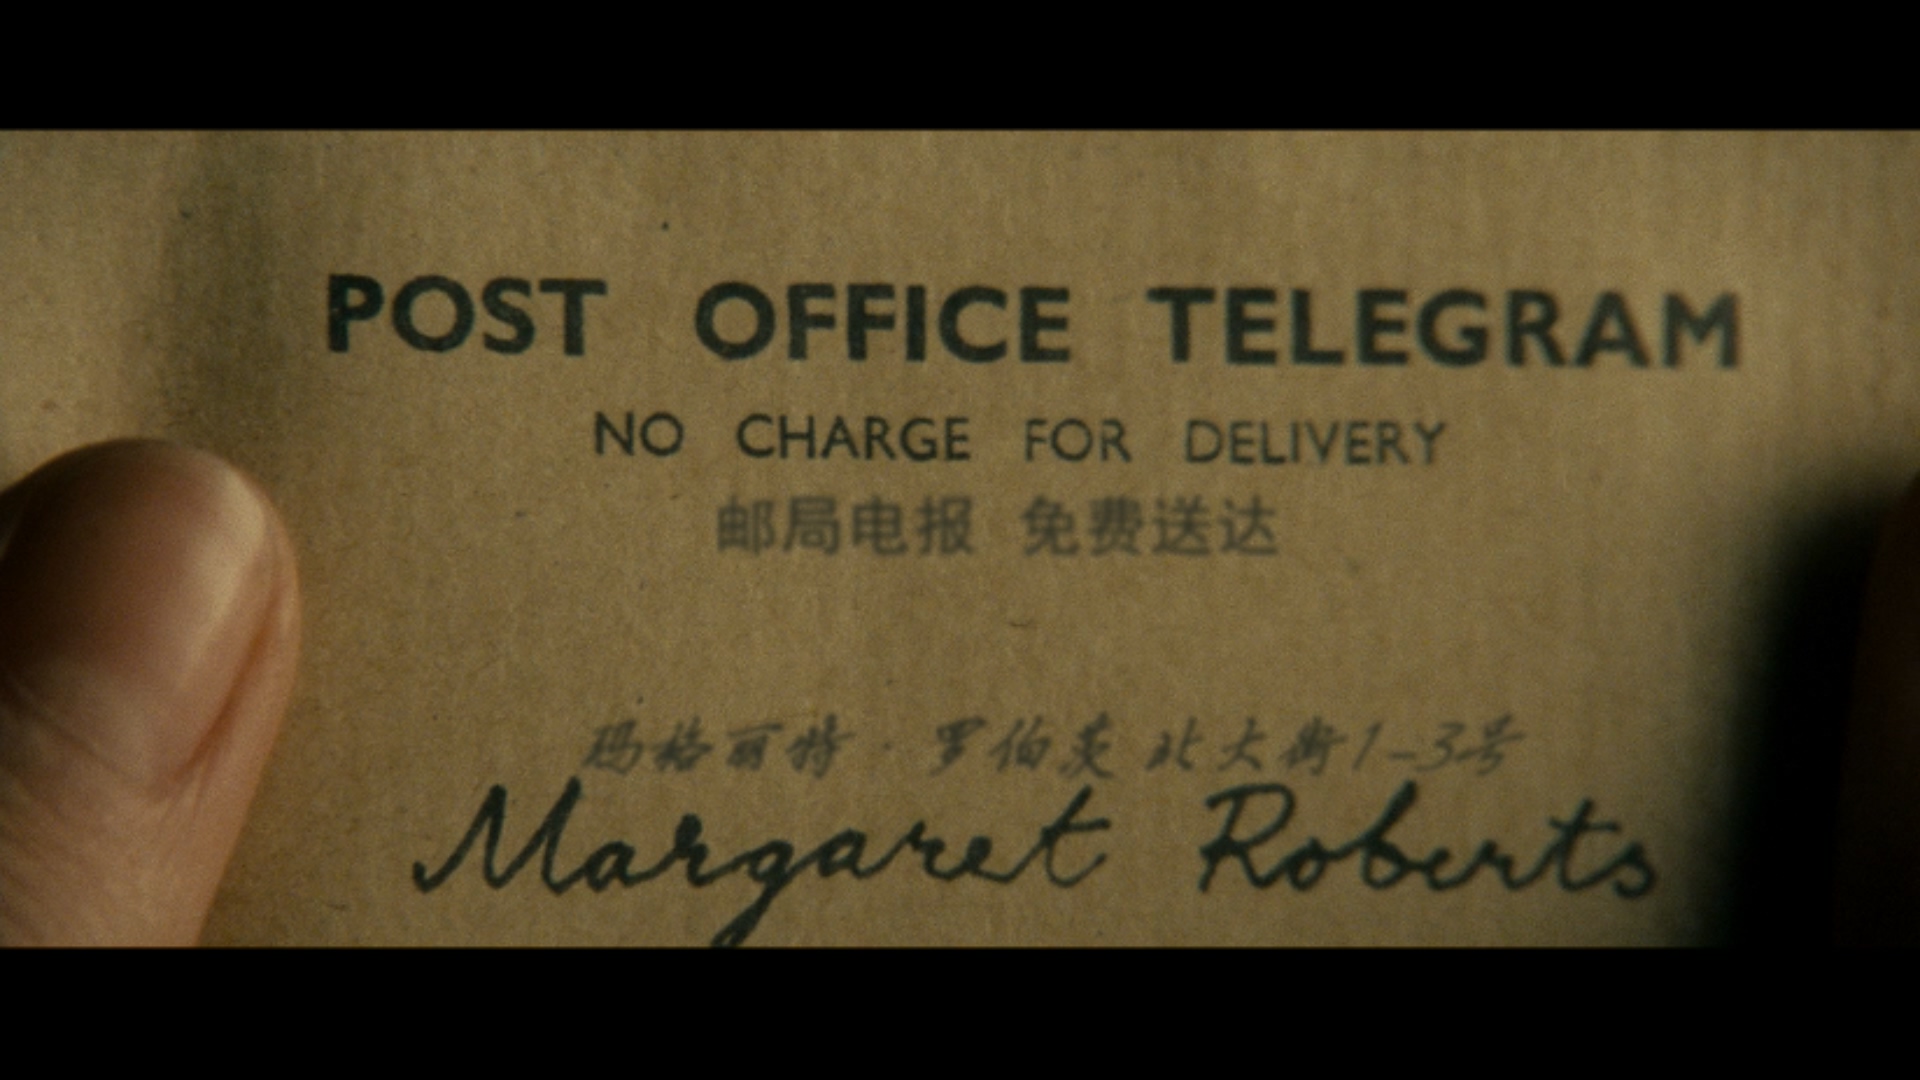 POST OFFICE TELEGRAM
NO CHARGE FOR DELIVERY
邮局电报 免费送达
玛格丽特·罗伯茨 北大街1-3号
Margaret Roberts